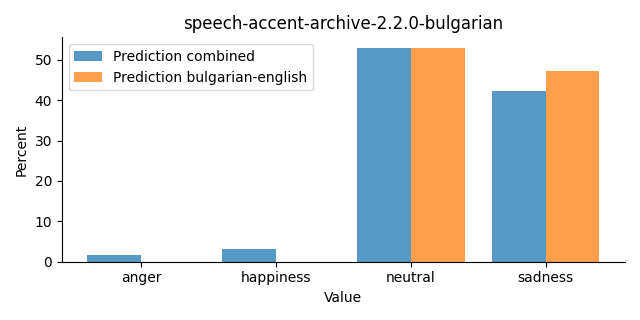 speech-accent-archive-2.2.0-bulgarian
Prediction combined
Prediction bulgarian-english
Percent
50
40
30
20
10
0
anger happiness neutral sadness
Value